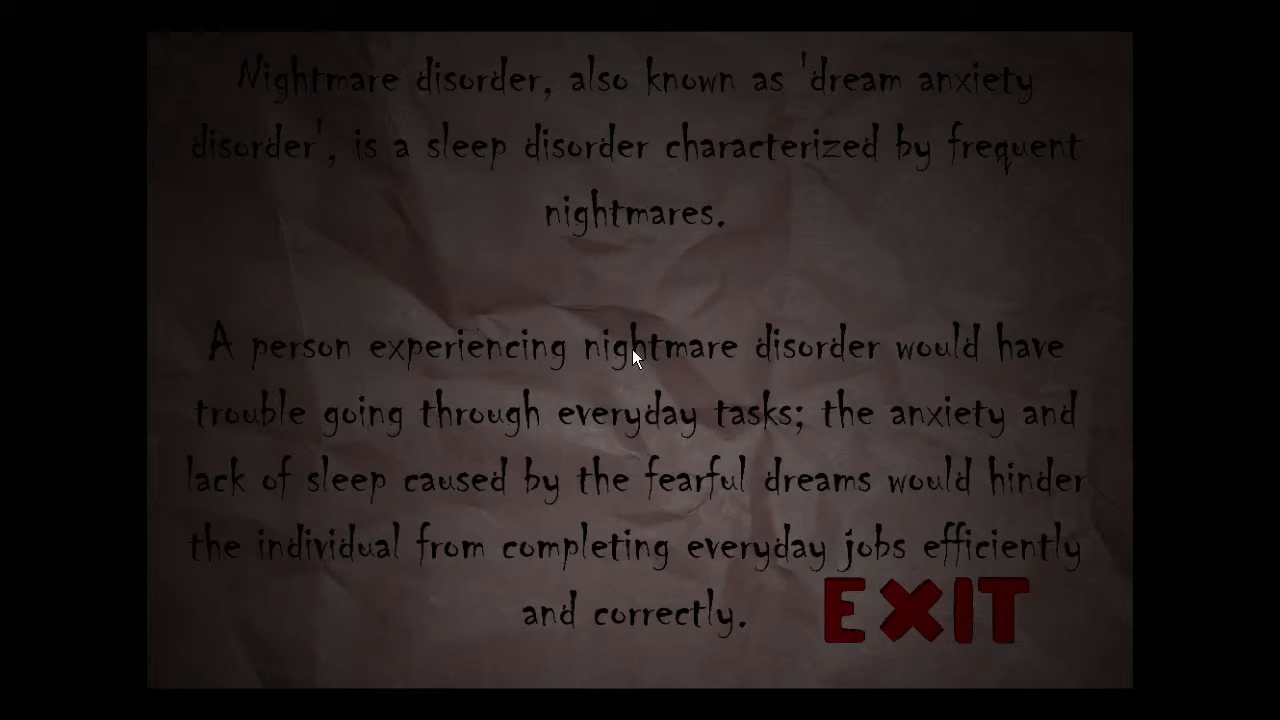 Nightmare disorder, also known as 'dream anxiety
disorder', is a sleep disorder characterized by frequent
nightmares.
A person experiencing nightmare disorder would have
trouble going through everyday tasks; the anxiety and
lack of sleep caused by the fearful dreams would hinder
the individual from completing everyday jobs efficiently
and correctly.
EXIT